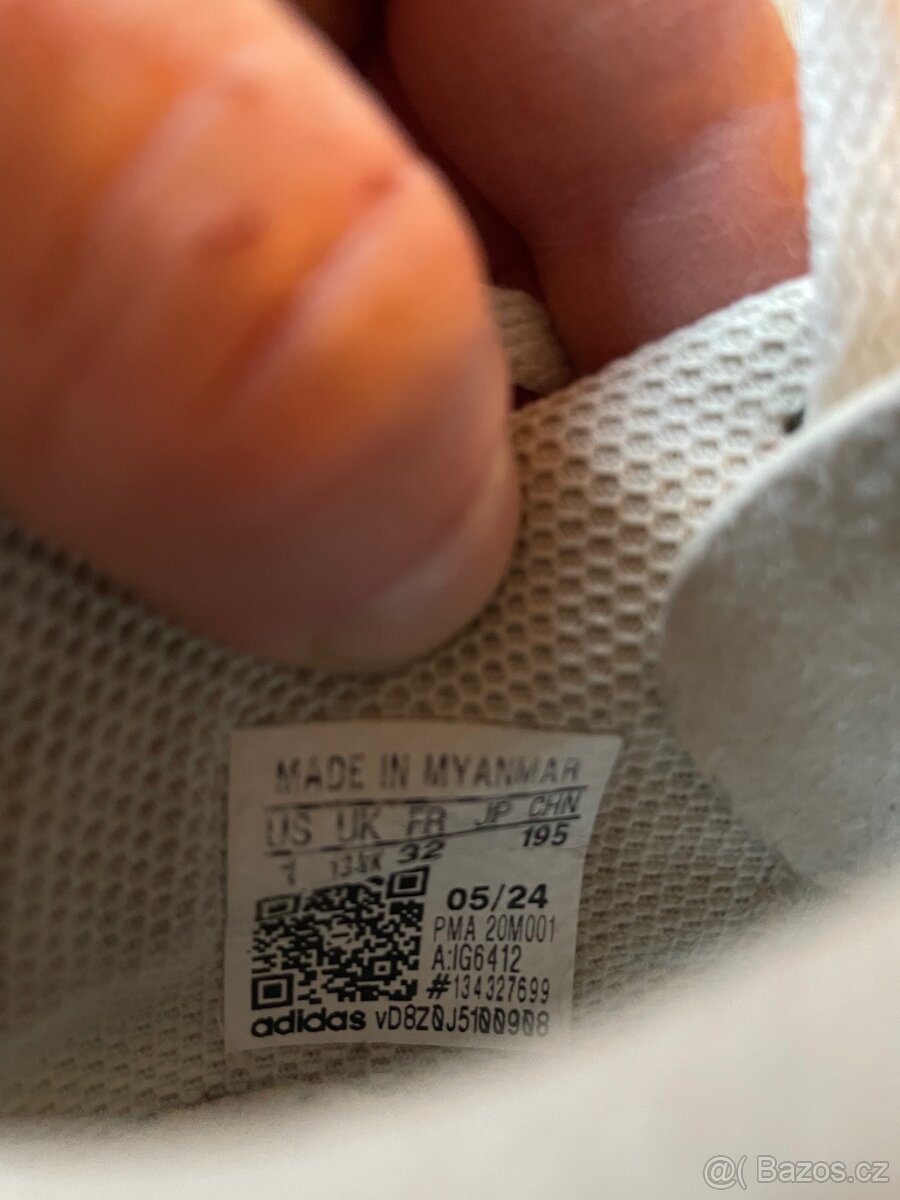 MADE IN MYANMAR
US UK FR JP CHN
1 13½K 32 195
05/24
PMA 20M001
A:IG6412
#134327699
adidas vD8Z0J5100908
@( Bazos.cz